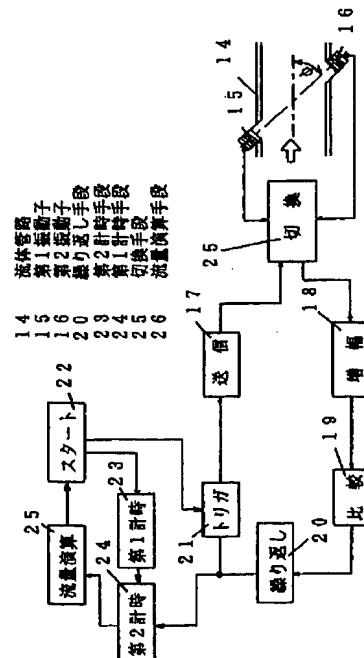 14 流体管路
15 第1振動子
16 第2振動子
20 繰り返し手段
23 第2計時手段
24 第1計時手段
25 切換手段
26 流量演算手段
25
流量演算
スタート
22
24
第2計時
第1計時
23
トリガ
21
送信
17
切換
25
15
14
φ
16
増幅
18
比較
19
繰り返し
20